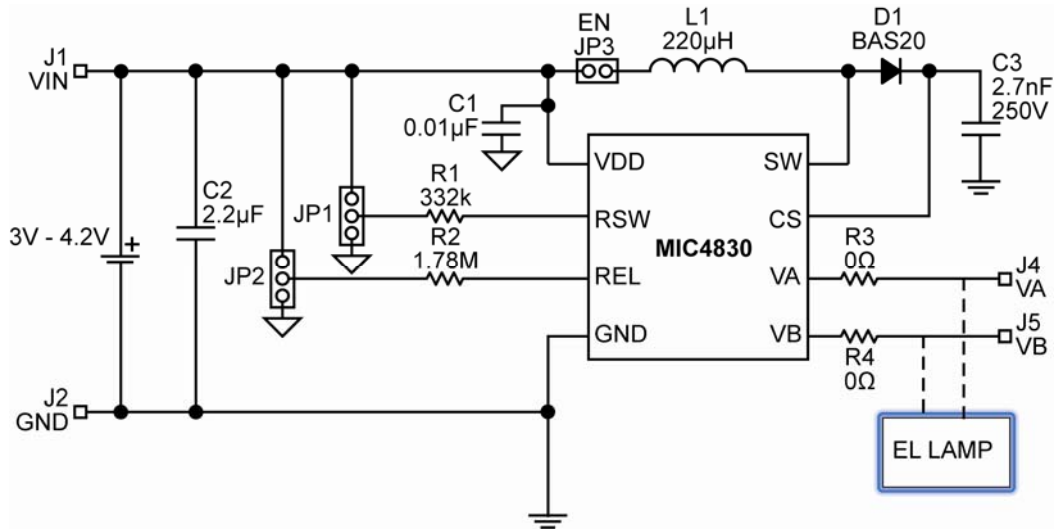 J1
VIN
3V - 4.2V
+
C2
2.2µF
JP2
JP1
R1
332k
R2
1.78M
C1
0.01µF
EN
JP3
L1
220µH
D1
BAS20
C3
2.7nF
250V
VDD
RSW
REL
GND
MIC4830
SW
CS
VA
VB
R3
0Ω
R4
0Ω
J4
VA
J5
VB
EL LAMP
J2
GND